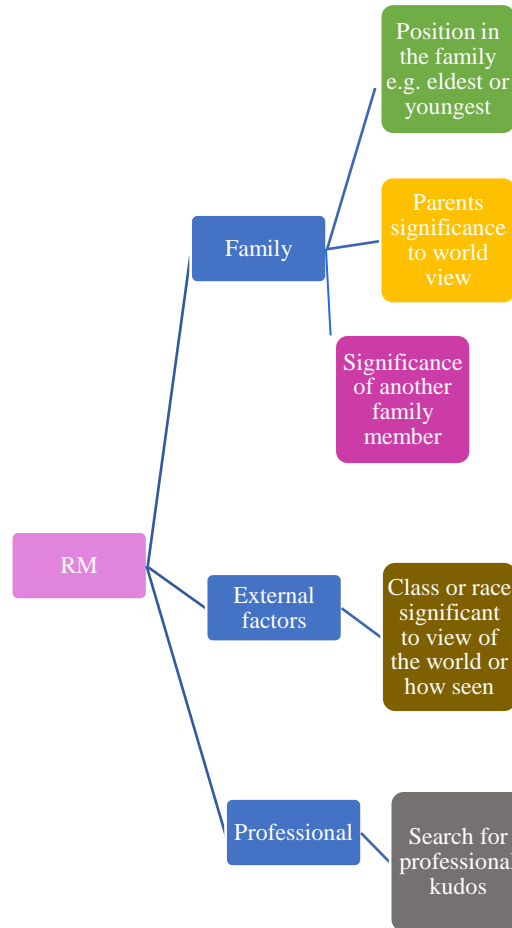 Position in
the family
e.g. eldest or
youngest
Parents
significance
to world
view
Family
Significance
of another
family
member
RM
External
factors
Class or race
significant
to view of
the world or
how seen
Professional
Search for
professional
kudos